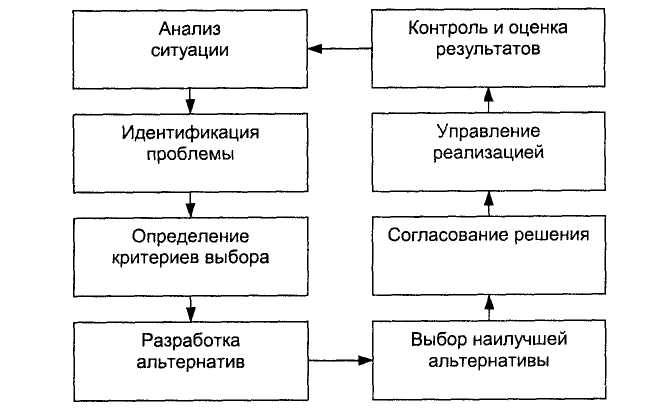 Анализ
ситуации
Идентификация
проблемы
Определение
критериев выбора
Разработка
альтернатив
Выбор наилучшей
альтернативы
Согласование решения
Управление
реализацией
Контроль и оценка
результатов